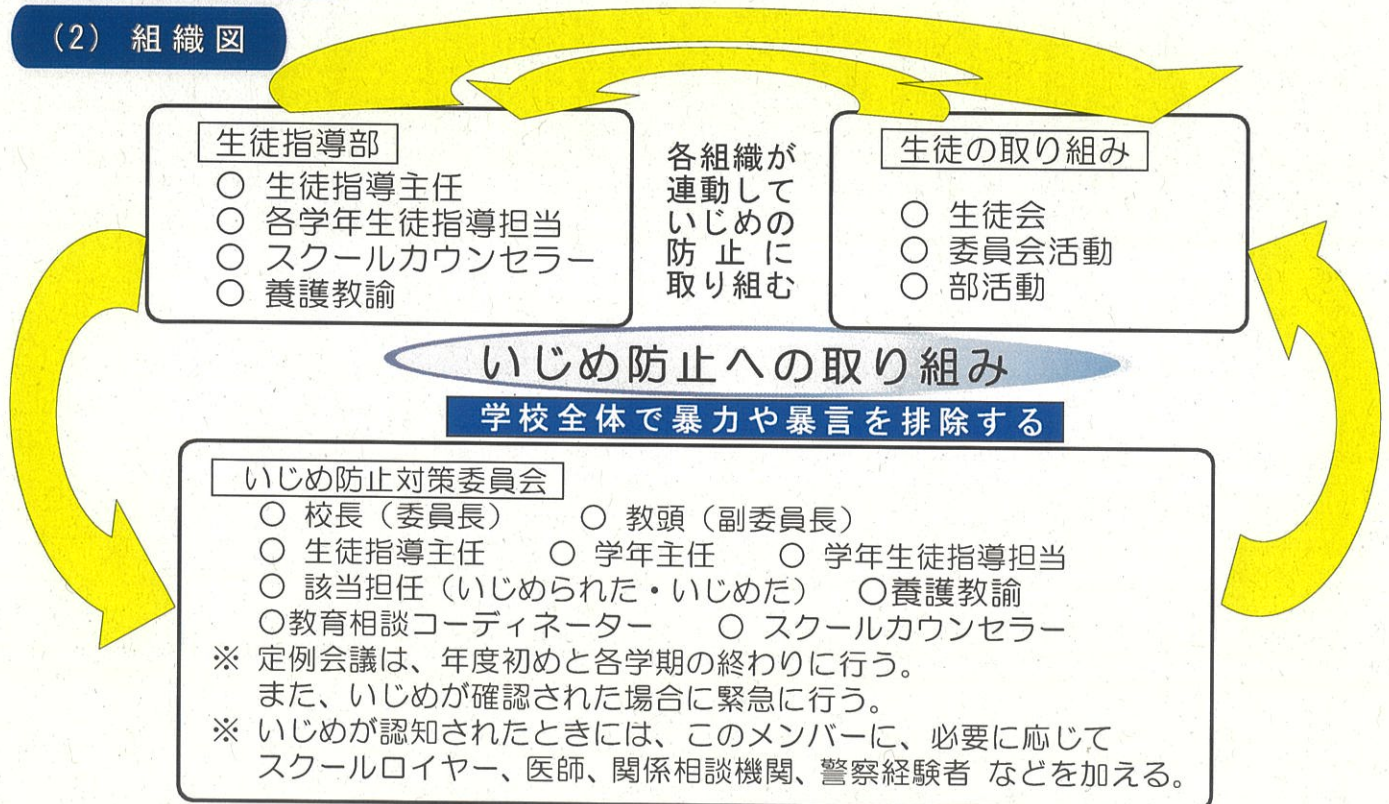 (2) 組織図
生徒指導部
○ 生徒指導主任
○ 各学年生徒指導担当
○ スクールカウンセラー
○ 養護教諭
各組織が
連動して
いじめの
防止に
取り組む
生徒の取り組み
○ 生徒会
○ 委員会活動
○ 部活動
いじめ防止への取り組み
学校全体で暴力や暴言を排除する
いじめ防止対策委員会
○ 校長（委員長） ○ 教頭（副委員長）
○ 生徒指導主任 ○ 学年主任 ○ 学年生徒指導担当
○ 該当担任（いじめられた・いじめた） ○養護教諭
○教育相談コーディネーター ○ スクールカウンセラー
※ 定例会議は、年度初めと各学期の終わりに行う。
また、いじめが確認された場合に緊急に行う。
※ いじめが認知されたときには、このメンバーに、必要に応じて
スクールロイヤー、医師、関係相談機関、警察経験者 などを加える。